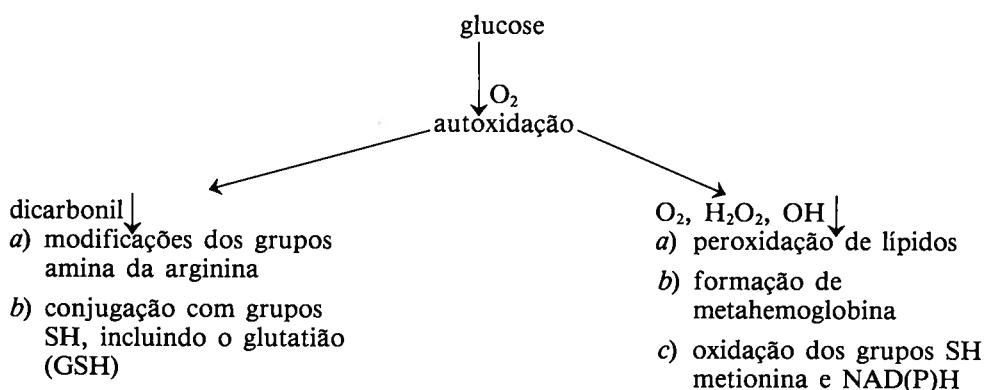 glucose
O₂
autoxidação
dicarbonil
a) modificações dos grupos
amina da arginina
b) conjugação com grupos
SH, incluindo o glutatião
(GSH)
O₂, H₂O₂, OH
a) peroxidação de lípidos
b) formação de
metahemoglobina
c) oxidação dos grupos SH
metionina e NAD(P)H